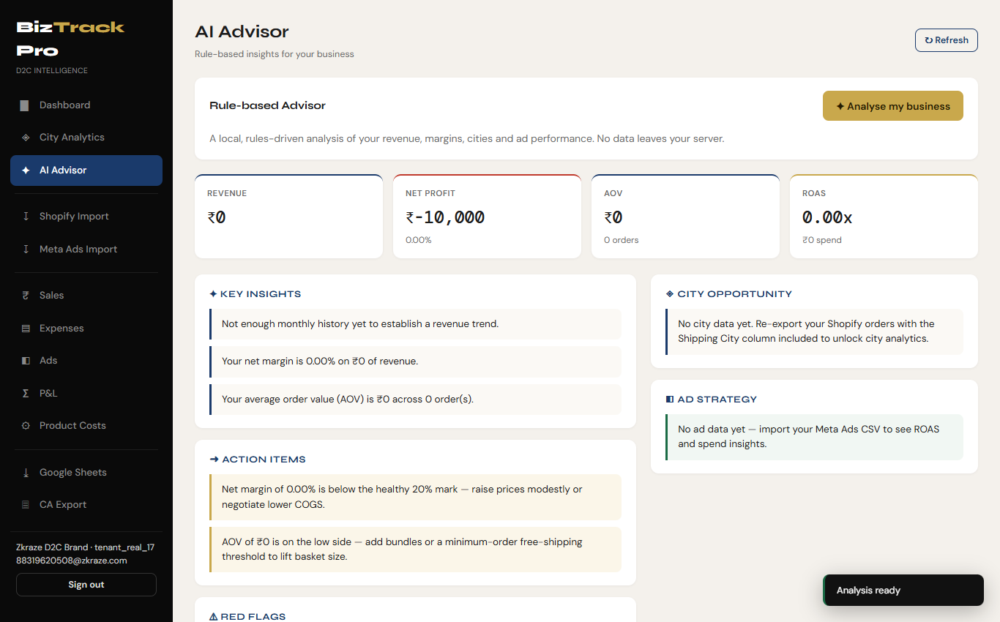 BizTrack
Pro
D2C INTELLIGENCE
Dashboard
City Analytics
AI Advisor
Shopify Import
Meta Ads Import
Sales
Expenses
Ads
P&L
Product Costs
Google Sheets
CA Export
Zkraze D2C Brand · tenant_real_17
88319620508@zkraze.com
Sign out
AI Advisor
Rule-based insights for your business
↻ Refresh
Rule-based Advisor
✦ Analyse my business
A local, rules-driven analysis of your revenue, margins, cities and ad performance. No data leaves your server.
REVENUE
₹0
NET PROFIT
₹-10,000
0.00%
AOV
₹0
0 orders
ROAS
0.00x
₹0 spend
✦ KEY INSIGHTS
Not enough monthly history yet to establish a revenue trend.
Your net margin is 0.00% on ₹0 of revenue.
Your average order value (AOV) is ₹0 across 0 order(s).
➜ ACTION ITEMS
Net margin of 0.00% is below the healthy 20% mark — raise prices modestly or
negotiate lower COGS.
AOV of ₹0 is on the low side — add bundles or a minimum-order free-shipping
threshold to lift basket size.
⚠ RED FLAGS
◈ CITY OPPORTUNITY
No city data yet. Re-export your Shopify orders with the
Shipping City column included to unlock city analytics.
◧ AD STRATEGY
No ad data yet — import your Meta Ads CSV to see ROAS
and spend insights.
Analysis ready